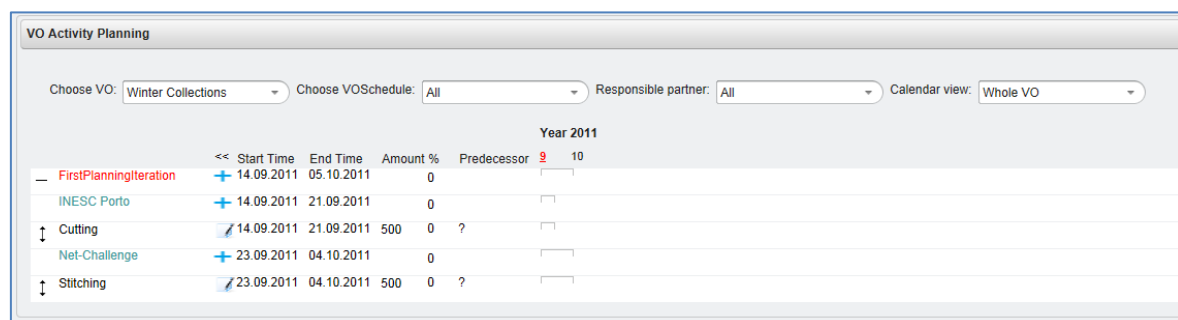 VO Activity Planning
Choose VO: Winter Collections Choose VOSchedule: All Responsible partner: All Calendar view: Whole VO
Year 2011
<< Start Time End Time Amount % Predecessor 9 10
FirstPlanningIteration 14.09.2011 05.10.2011 0
INESC Porto 14.09.2011 21.09.2011 0
Cutting 14.09.2011 21.09.2011 500 0 ?
Net-Challenge 23.09.2011 04.10.2011 0
Stitching 23.09.2011 04.10.2011 500 0 ?